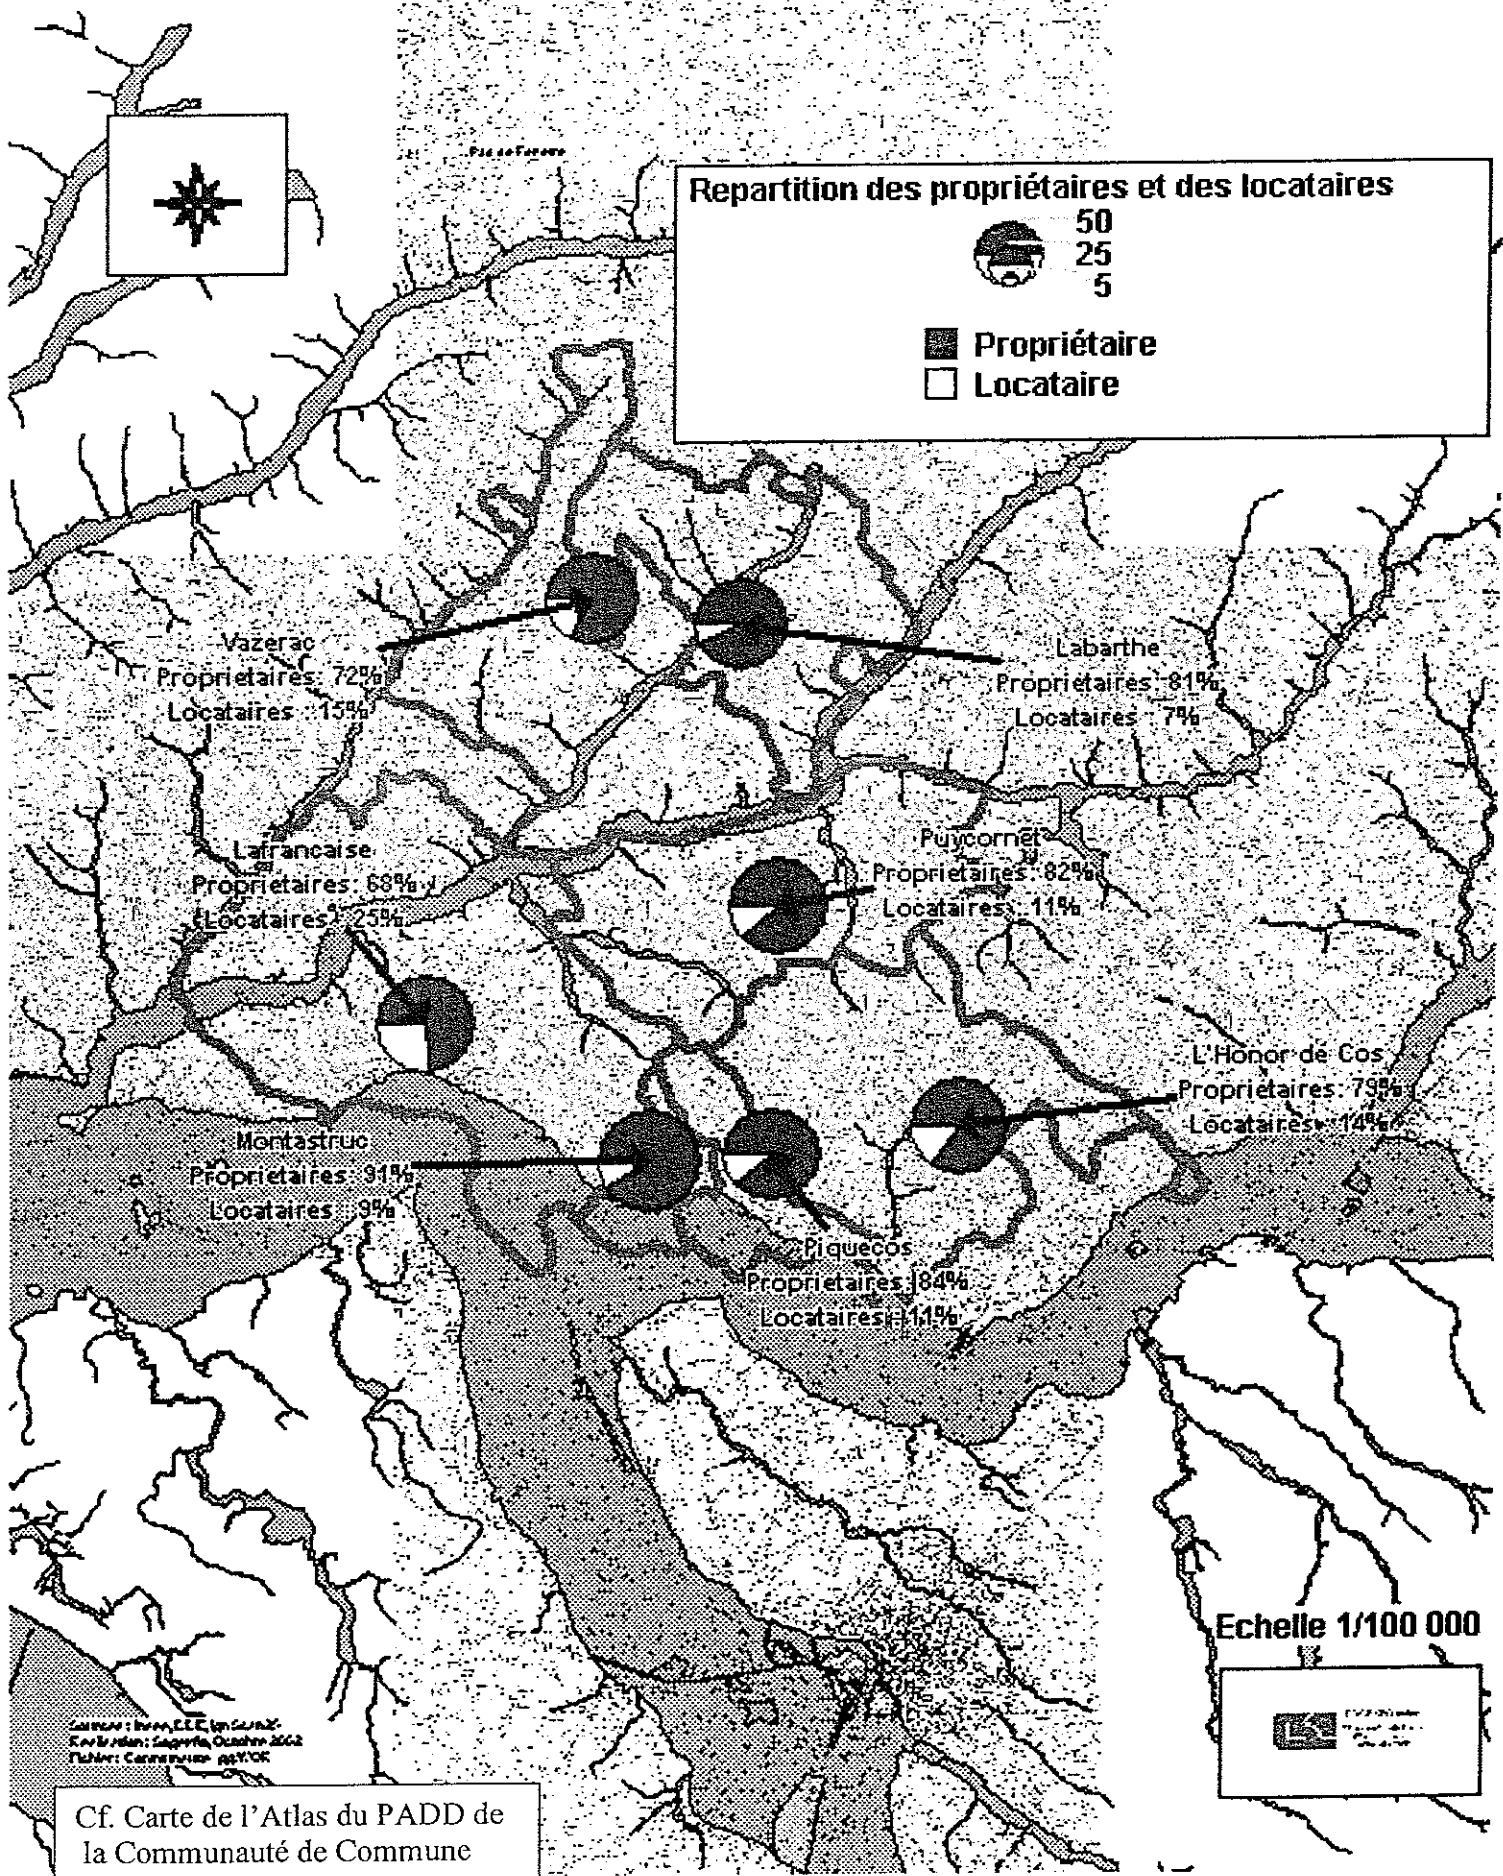 Repartition des propriétaires et des locataires
50
25
5
Propriétaire
Locataire
Vazerac
Proprietaires: 72%
Locataires : 15%
Labarthe
Proprietaires: 81%
Locataires : 7%
Lafrancaise
Proprietaires: 68%
Locataires : 25%
Puycornet
Proprietaires: 82%
Locataires : 11%
L'Honor de Cos
Proprietaires: 79%
Locataires : 14%
Montastruc
Proprietaires: 91%
Locataires : 9%
Piquecos
Proprietaires: 84%
Locataires : 11%
Echelle 1/100 000
Octobre 2002
Cf. Carte de l'Atlas du PADD de
la Communauté de Commune